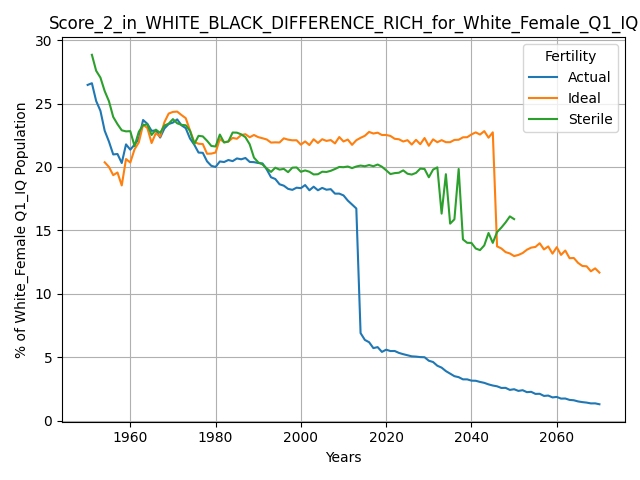 Score_2_in_WHITE_BLACK_DIFFERENCE_RICH_for_White_Female_Q1_IQ
% of White_Female Q1_IQ Population
30
25
20
15
10
5
0
Fertility
Actual
Ideal
Sterile
1960
1980
2000
2020
2040
2060
Years